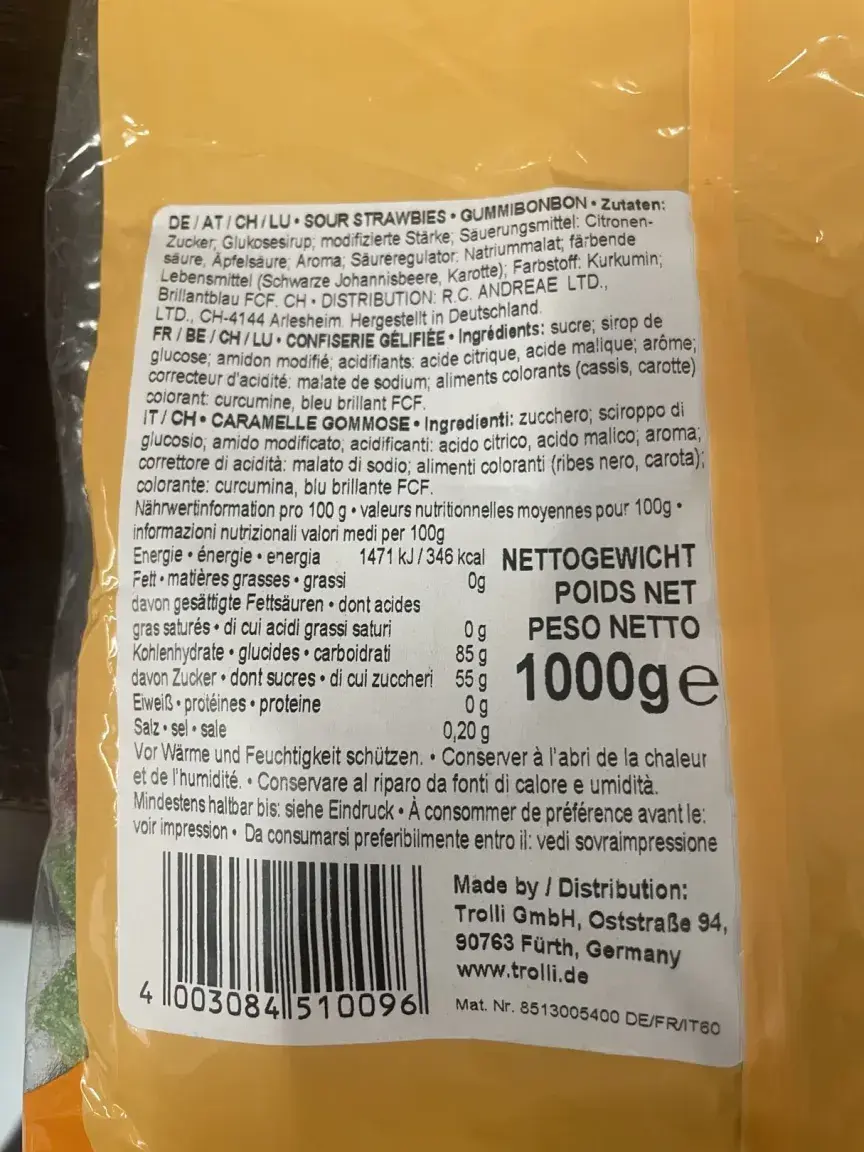 DE / AT / CH / LU • SOUR STRAWBIES • GUMMIBONBON • Zutaten:
Zucker; Glukosesirup; modifizierte Stärke; Säuerungsmittel: Citronen-
säure, Äpfelsäure; Aroma; Säureregulator: Natriummalat; färbende
Lebensmittel (Schwarze Johannisbeere, Karotte); Farbstoff: Kurkumin;
Brillantblau FCF. CH • DISTRIBUTION: R.C. ANDREAE LTD.,
LTD., CH-4144 Arlesheim. Hergestellt in Deutschland.
FR / BE / CH / LU • CONFISERIE GÉLIFIÉE • Ingrédients: sucre; sirop de
glucose; amidon modifié; acidifiants: acide citrique, acide malique; arôme;
correcteur d'acidité: malate de sodium; aliments colorants (cassis, carotte)
colorant: curcumine, bleu brillant FCF.
IT / CH • CARAMELLE GOMMOSE • Ingredienti: zucchero; sciroppo di
glucosio; amido modificato; acidificanti: acido citrico, acido malico; aroma;
correttore di acidità: malato di sodio; alimenti coloranti (ribes nero, carota);
colorante: curcumina, blu brillante FCF.
Nährwertinformation pro 100 g • valeurs nutritionnelles moyennes pour 100g •
informazioni nutrizionali valori medi per 100g
Energie • énergie • energia 1471 kJ / 346 kcal
Fett • matières grasses • grassi 0g
davon gesättigte Fettsäuren • dont acides
gras saturés • di cui acidi grassi saturi 0 g
Kohlenhydrate • glucides • carboidrati 85 g
davon Zucker • dont sucres • di cui zuccheri 55 g
Eiweiß • protéines • proteine 0 g
Salz • sel • sale 0,20 g
NETTOGEWICHT
POIDS NET
PESO NETTO
1000g e
Vor Wärme und Feuchtigkeit schützen. • Conserver à l'abri de la chaleur
et de l'humidité. • Conservare al riparo da fonti di calore e umidità.
Mindestens haltbar bis: siehe Eindruck • À consommer de préférence avant le:
voir impression • Da consumarsi preferibilmente entro il: vedi sovraimpressione
4 003084 510096
Made by / Distribution:
Trolli GmbH, Oststraße 94,
90763 Fürth, Germany
www.trolli.de
Mat. Nr. 8513005400 DE/FR/IT60